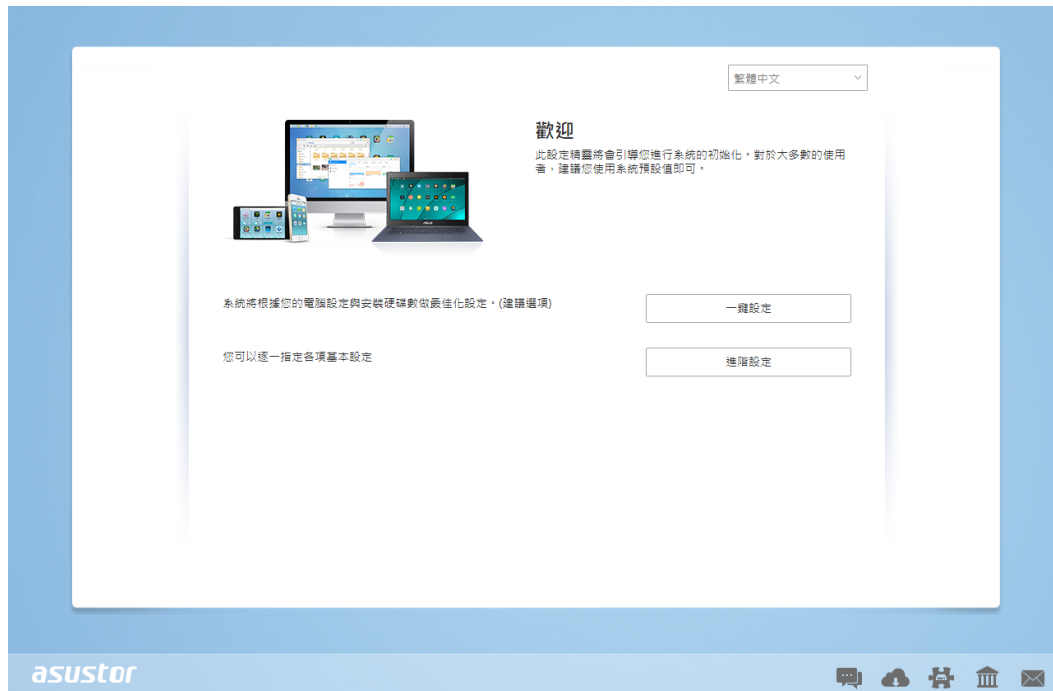 繁體中文
歡迎
此設定精靈將會引導您進行系統的初始化，對於大多數的使用
者，建議您使用系統預設值即可。
系統將根據您的電腦設定與安裝硬碟數做最佳化設定。(建議選項)
一鍵設定
您可以逐一指定各項基本設定
進階設定
asustor